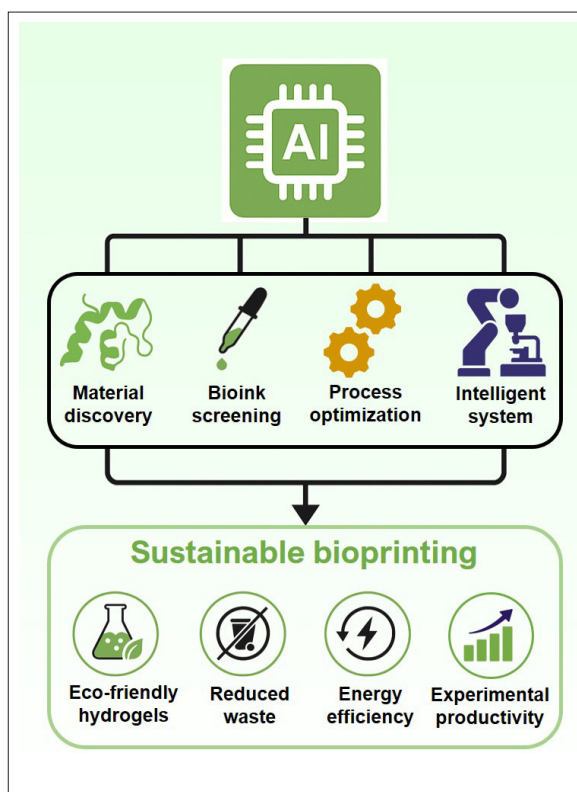 AI
Material
discovery
Bioink
screening
Process
optimization
Intelligent
system
Sustainable bioprinting
Eco-friendly
hydrogels
Reduced
waste
Energy
efficiency
Experimental
productivity